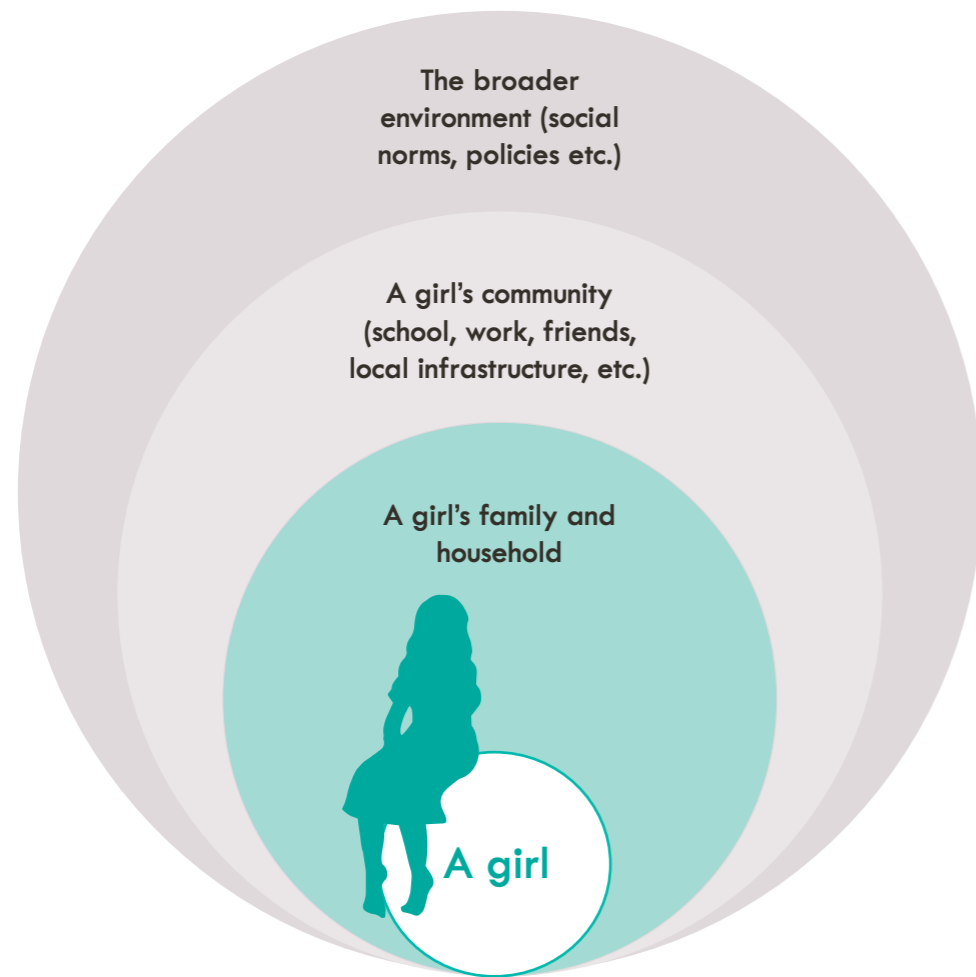 The broader
environment (social
norms, policies etc.)
A girl’s community
(school, work, friends,
local infrastructure, etc.)
A girl’s family and
household
A girl